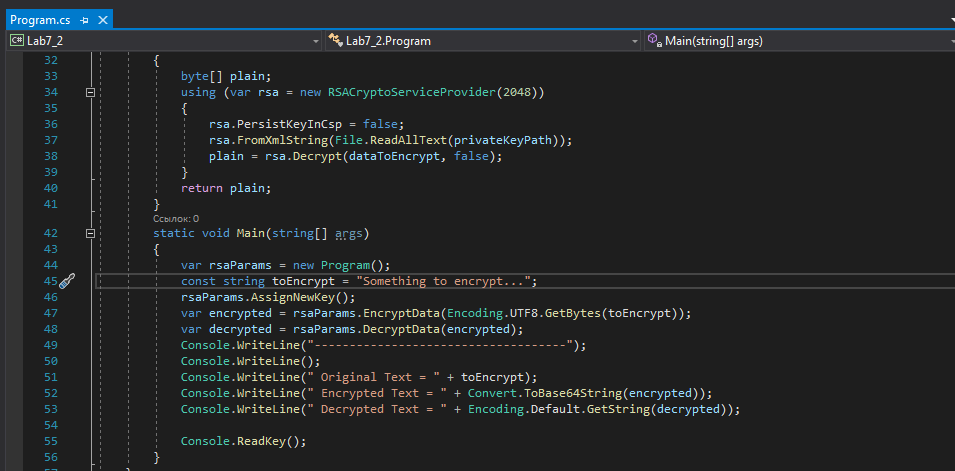 Program.cs
C# Lab7_2 Lab7_2.Program Main(string[] args)
32 {
33 byte[] plain;
34 using (var rsa = new RSACryptoServiceProvider(2048))
35 {
36 rsa.PersistKeyInCsp = false;
37 rsa.FromXmlString(File.ReadAllText(privateKeyPath));
38 plain = rsa.Decrypt(dataToEncrypt, false);
39 }
40 return plain;
41 }
Ссылок: 0
42 static void Main(string[] args)
43 {
44 var rsaParams = new Program();
45 const string toEncrypt = "Something to encrypt...";
46 rsaParams.AssignNewKey();
47 var encrypted = rsaParams.EncryptData(Encoding.UTF8.GetBytes(toEncrypt));
48 var decrypted = rsaParams.DecryptData(encrypted);
49 Console.WriteLine("------------------------------------");
50 Console.WriteLine();
51 Console.WriteLine(" Original Text = " + toEncrypt);
52 Console.WriteLine(" Encrypted Text = " + Convert.ToBase64String(encrypted));
53 Console.WriteLine(" Decrypted Text = " + Encoding.Default.GetString(decrypted));
54
55 Console.ReadKey();
56 }
57 }